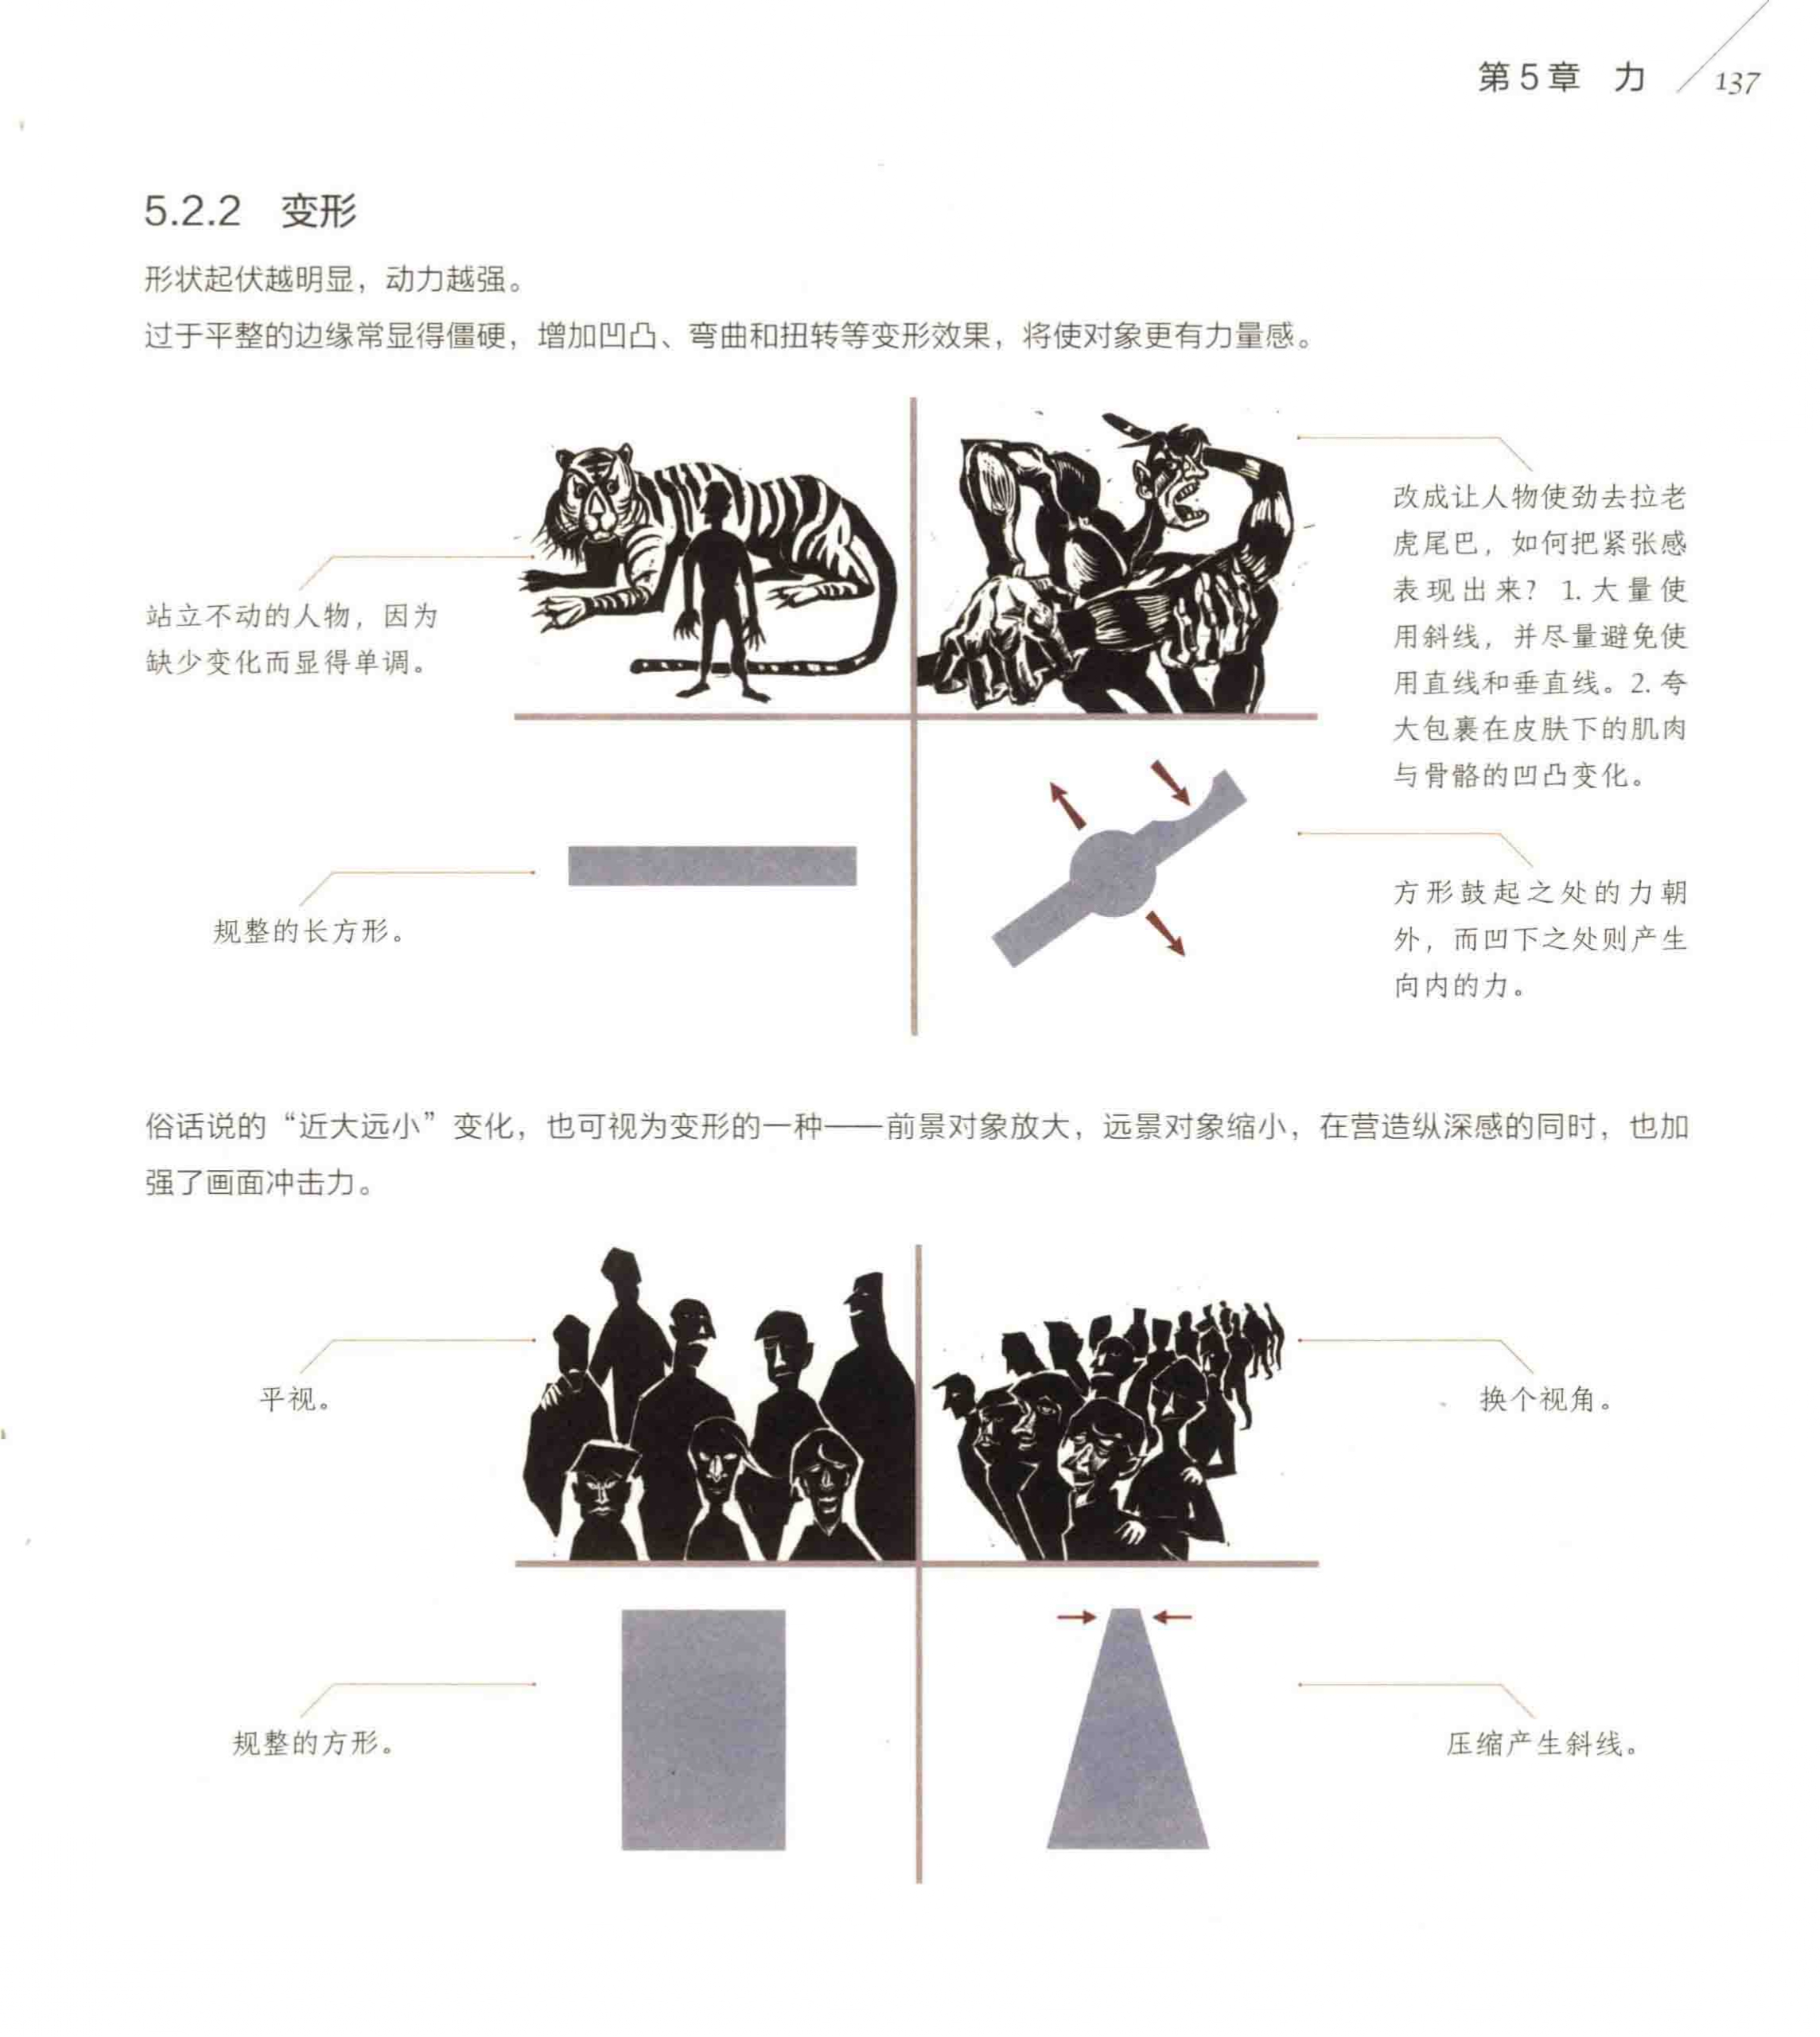 第5章 力 137
5.2.2 变形
形状起伏越明显，动力越强。
过于平整的边缘常显得僵硬，增加凹凸、弯曲和扭转等变形效果，将使对象更有力量感。
站立不动的人物，因为
缺少变化而显得单调。
改成让人物使劲去拉老
虎尾巴，如何把紧张感
表现出来？1.大量使
用斜线，并尽量避免使
用直线和垂直线。2.夸
大包裹在皮肤下的肌肉
与骨骼的凹凸变化。
规整的长方形。
方形鼓起之处的力朝
外，而凹下之处则产生
向内的力。
俗话说的“近大远小”变化，也可视为变形的一种——前景对象放大，远景对象缩小，在营造纵深感的同时，也加
强了画面冲击力。
平视。
换个视角。
规整的方形。
压缩产生斜线。